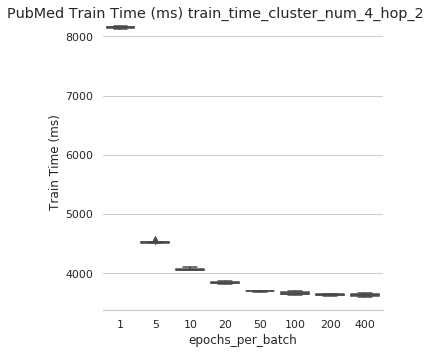 PubMed Train Time (ms) train_time_cluster_num_4_hop_2
8000
7000
6000
5000
4000
Train Time (ms)
1 5 10 20 50 100 200 400
epochs_per_batch